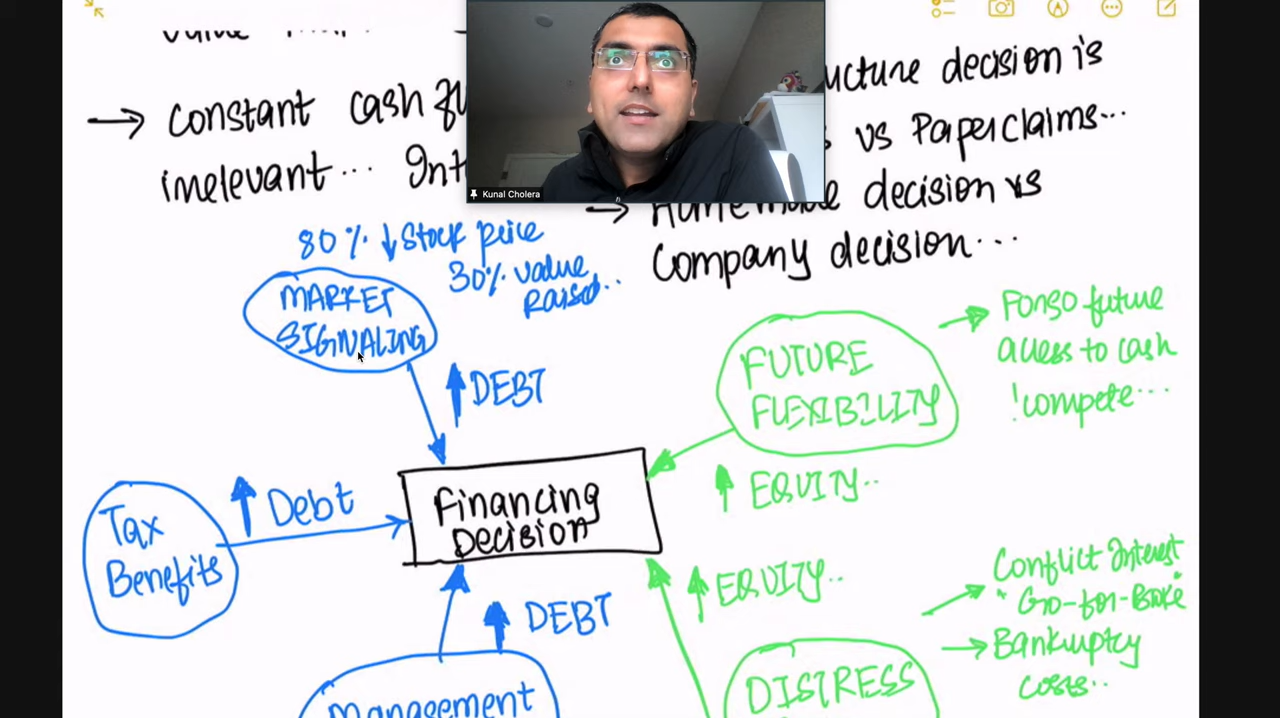 → Constant cash
irrelevant...
ucture decision is
vs Paperclaims...
decision vs
Company decision...
Kunal Cholera
80% ↓ Stock price
30% value
Raised...
MARKET
SIGNALING
↑ DEBT
FUTURE
FLEXIBILITY
→ Forgo future
access to cash
!compete...
↑ EQUITY..
Tax
Benefits
↑ Debt
Financing
Decision
↑ EQUITY..
→ Conflict Interest
"Go-for-Broke"
→ Bankruptcy
costs..
↑ DEBT
Management
DISTRESS